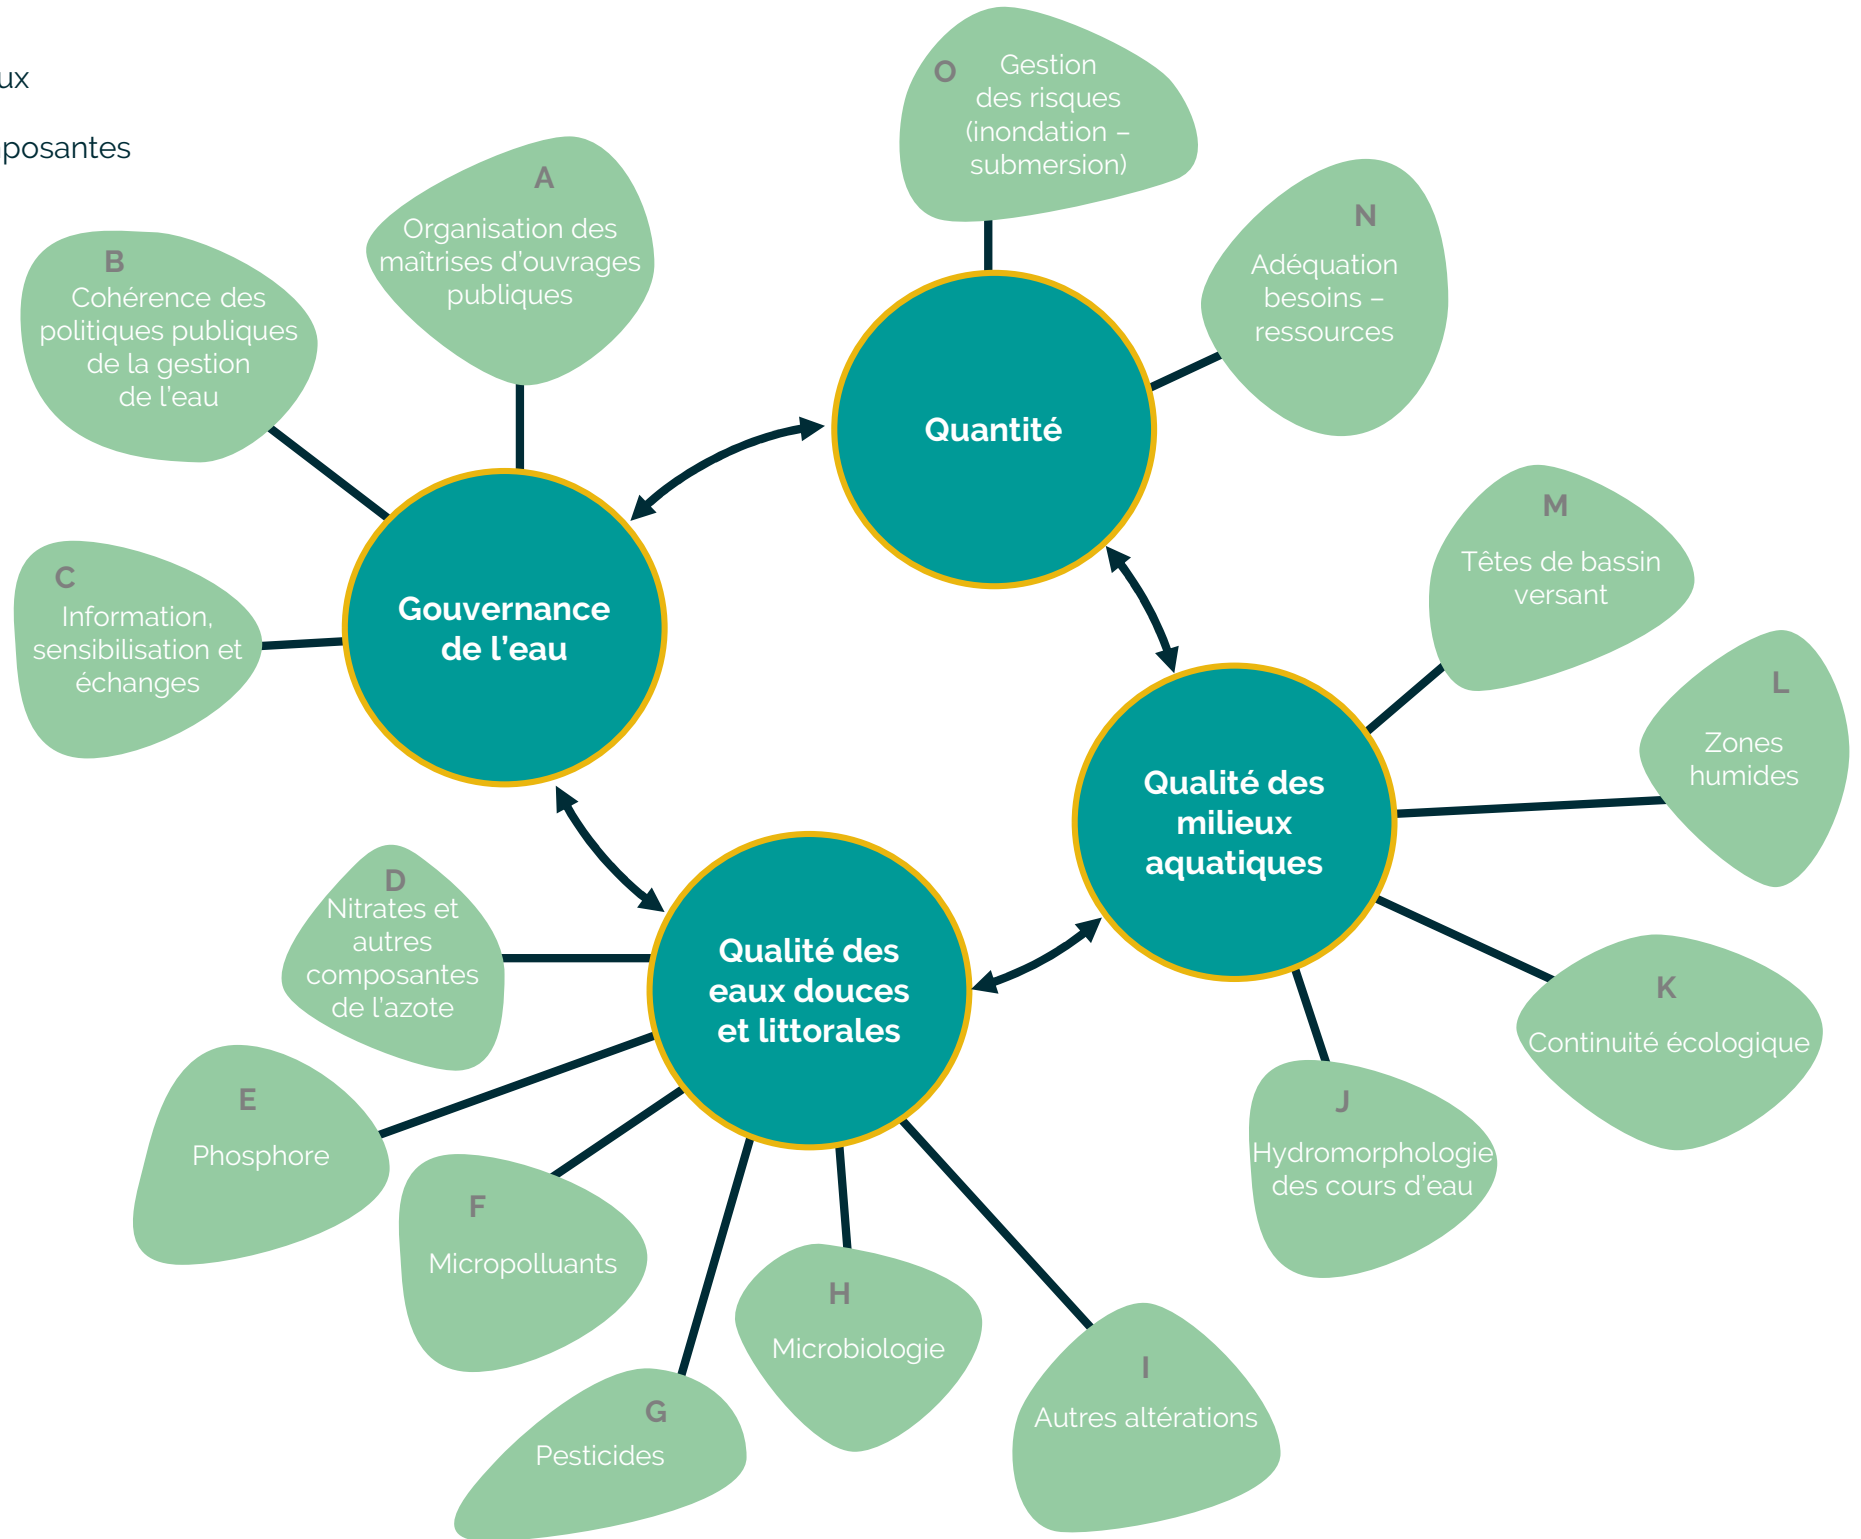 O
Gestion
des risques
(inondation –
submersion)
A
Organisation des
maîtrises d'ouvrages
publiques
N
Adéquation
besoins –
ressources
B
Cohérence des
politiques publiques
de la gestion
de l'eau
Quantité
C
Information,
sensibilisation et
échanges
Gouvernance
de l'eau
M
Têtes de bassin
versant
L
Zones
humides
Qualité des
milieux
aquatiques
D
Nitrates et
autres
composantes
de l'azote
Qualité des
eaux douces
et littorales
K
Continuité écologique
E
Phosphore
J
Hydromorphologie
des cours d'eau
F
Micropolluants
H
Microbiologie
I
Autres altérations
G
Pesticides